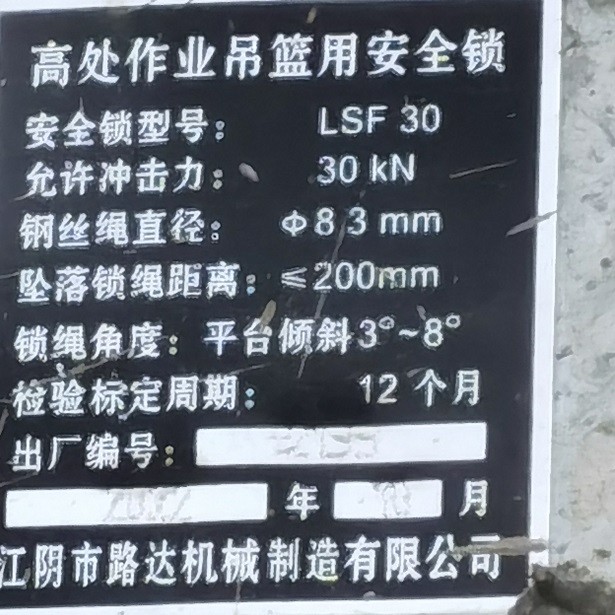 高处作业吊篮用安全锁
安全锁型号: LSF 30
允许冲击力: 30 kN
钢丝绳直径: Φ8.3 mm
坠落锁绳距离: ≤200mm
锁绳角度: 平台倾斜3°~8°
检验标定周期: 12 个月
出厂编号:
年 月
江阴市路达机械制造有限公司